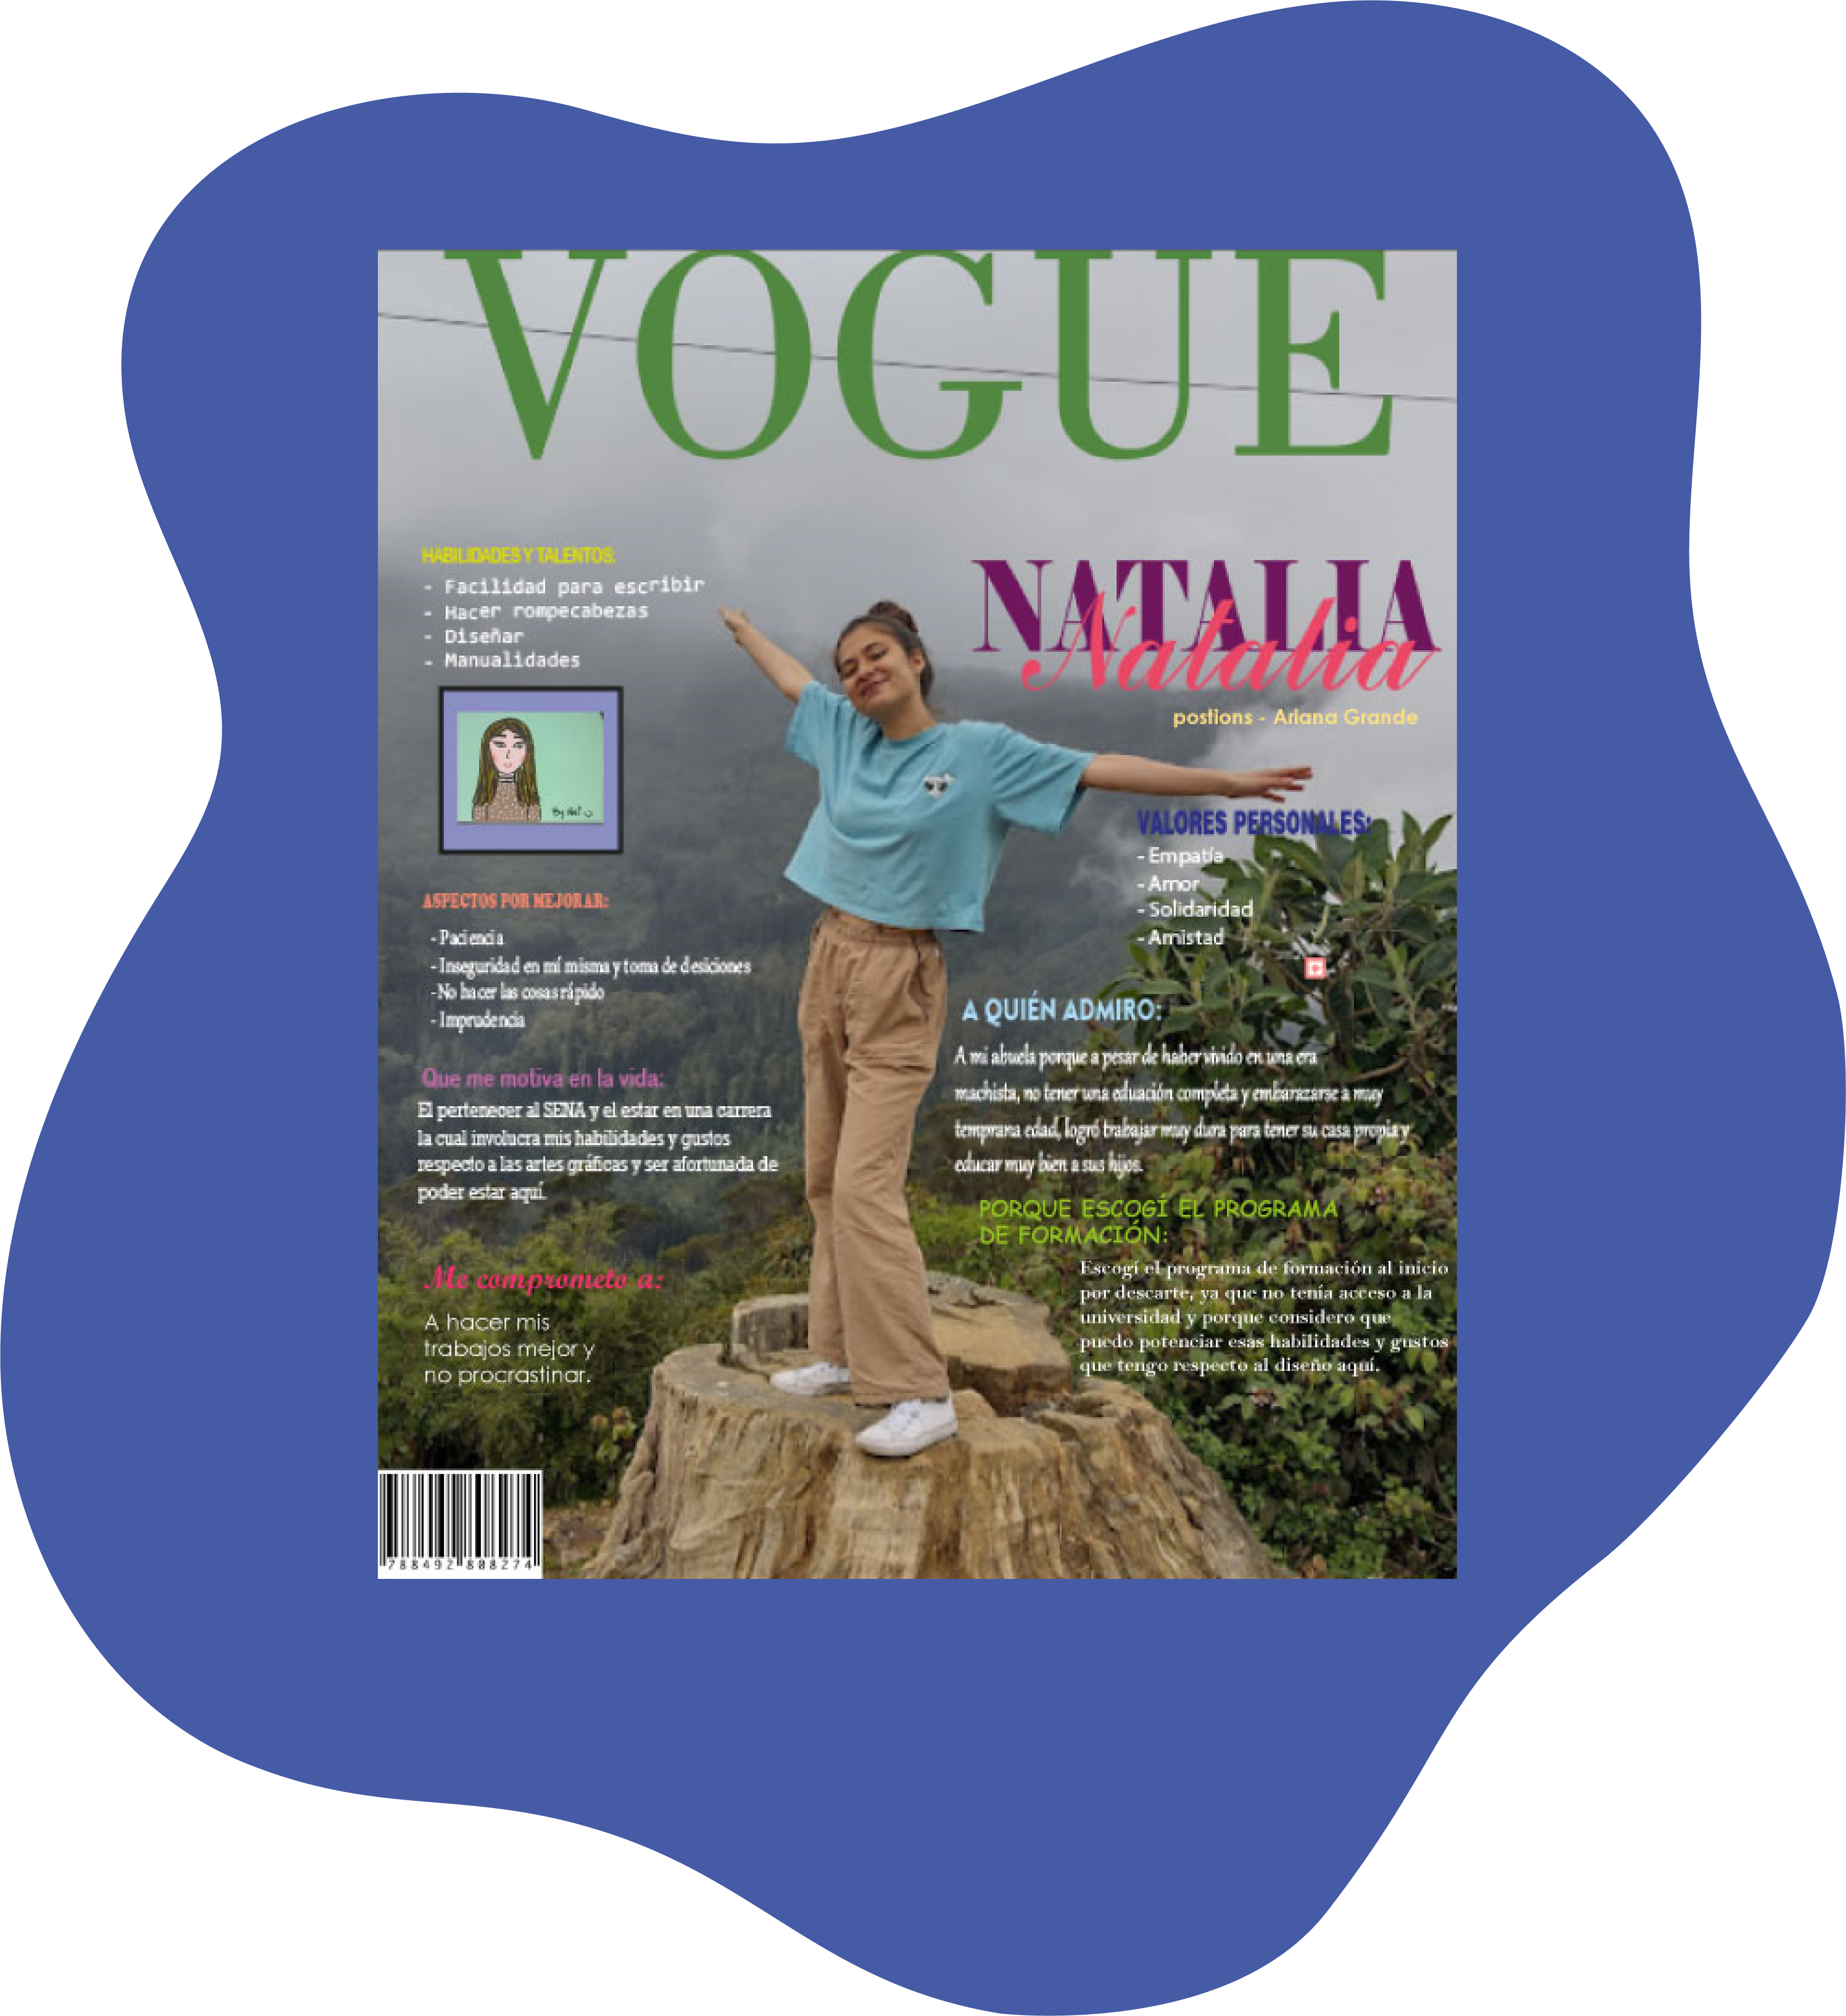 VOGUE
HABILIDADES Y TALENTOS:
- Facilidad para escribir
- Hacer rompecabezas
- Diseñar
- Manualidades
By Nat
NATALIA
Natalia
postions - Ariana Grande
VALORES PERSONALES:
- Empatía
- Amor
- Solidaridad
- Amistad
ASPECTOS POR MEJORAR:
- Paciencia
- Inseguridad en mí misma y toma de desiciones
- No hacer las cosas rápido
- Imprudencia
A QUIÉN ADMIRO:
A mi abuela porque a pesar de haber vivido en una era
machista, no tener una eduación completa y embarazarse a muy
temprana edad, logró trabajar muy dura para tener su casa propia y
educar muy bien a sus hijos.
Que me motiva en la vida:
El pertenecer al SENA y el estar en una carrera
la cual involucra mis habilidades y gustos
respecto a las artes gráficas y ser afortunada de
poder estar aquí.
PORQUE ESCOGÍ EL PROGRAMA
DE FORMACIÓN:
Escogí el programa de formación al inicio
por descarte, ya que no tenía acceso a la
universidad y porque considero que
puedo potenciar esas habilidades y gustos
que tengo respecto al diseño aquí.
Me comprometo a:
A hacer mis
trabajos mejor y
no procrastinar.
788492 808274